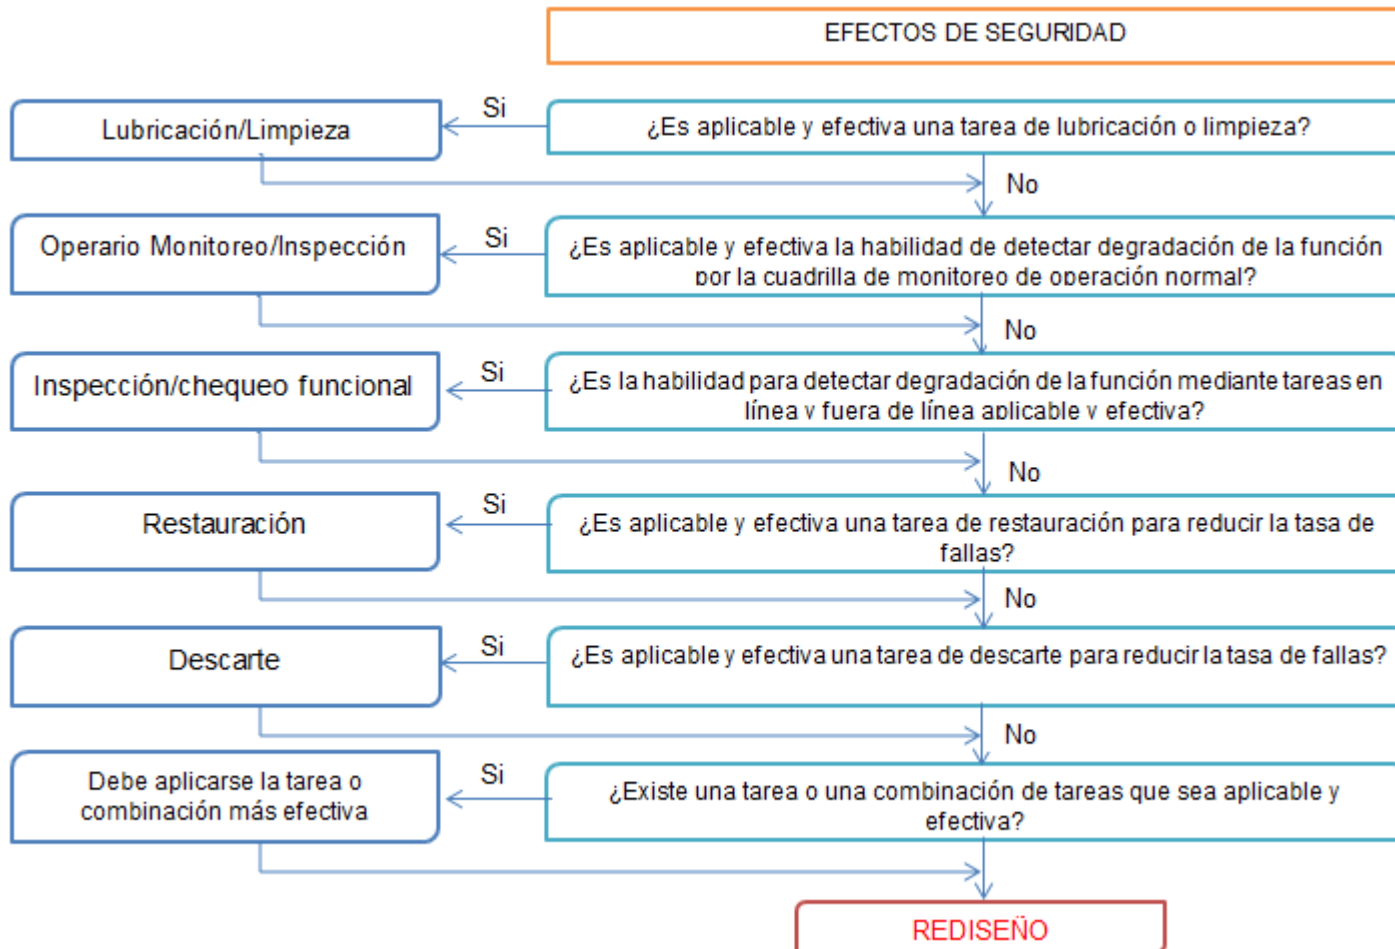 EFECTOS DE SEGURIDAD
Si
Lubricación/Limpieza
¿Es aplicable y efectiva una tarea de lubricación o limpieza?
No
Operario Monitoreo/Inspección
Si
¿Es aplicable y efectiva la habilidad de detectar degradación de la función
por la cuadrilla de monitoreo de operación normal?
No
Inspección/chequeo funcional
Si
¿Es la habilidad para detectar degradación de la función mediante tareas en
línea y fuera de línea aplicable y efectiva?
No
Restauración
Si
¿Es aplicable y efectiva una tarea de restauración para reducir la tasa de
fallas?
No
Descarte
Si
¿Es aplicable y efectiva una tarea de descarte para reducir la tasa de fallas?
No
Debe aplicarse la tarea o
combinación más efectiva
Si
¿Existe una tarea o una combinación de tareas que sea aplicable y
efectiva?
REDISEÑO